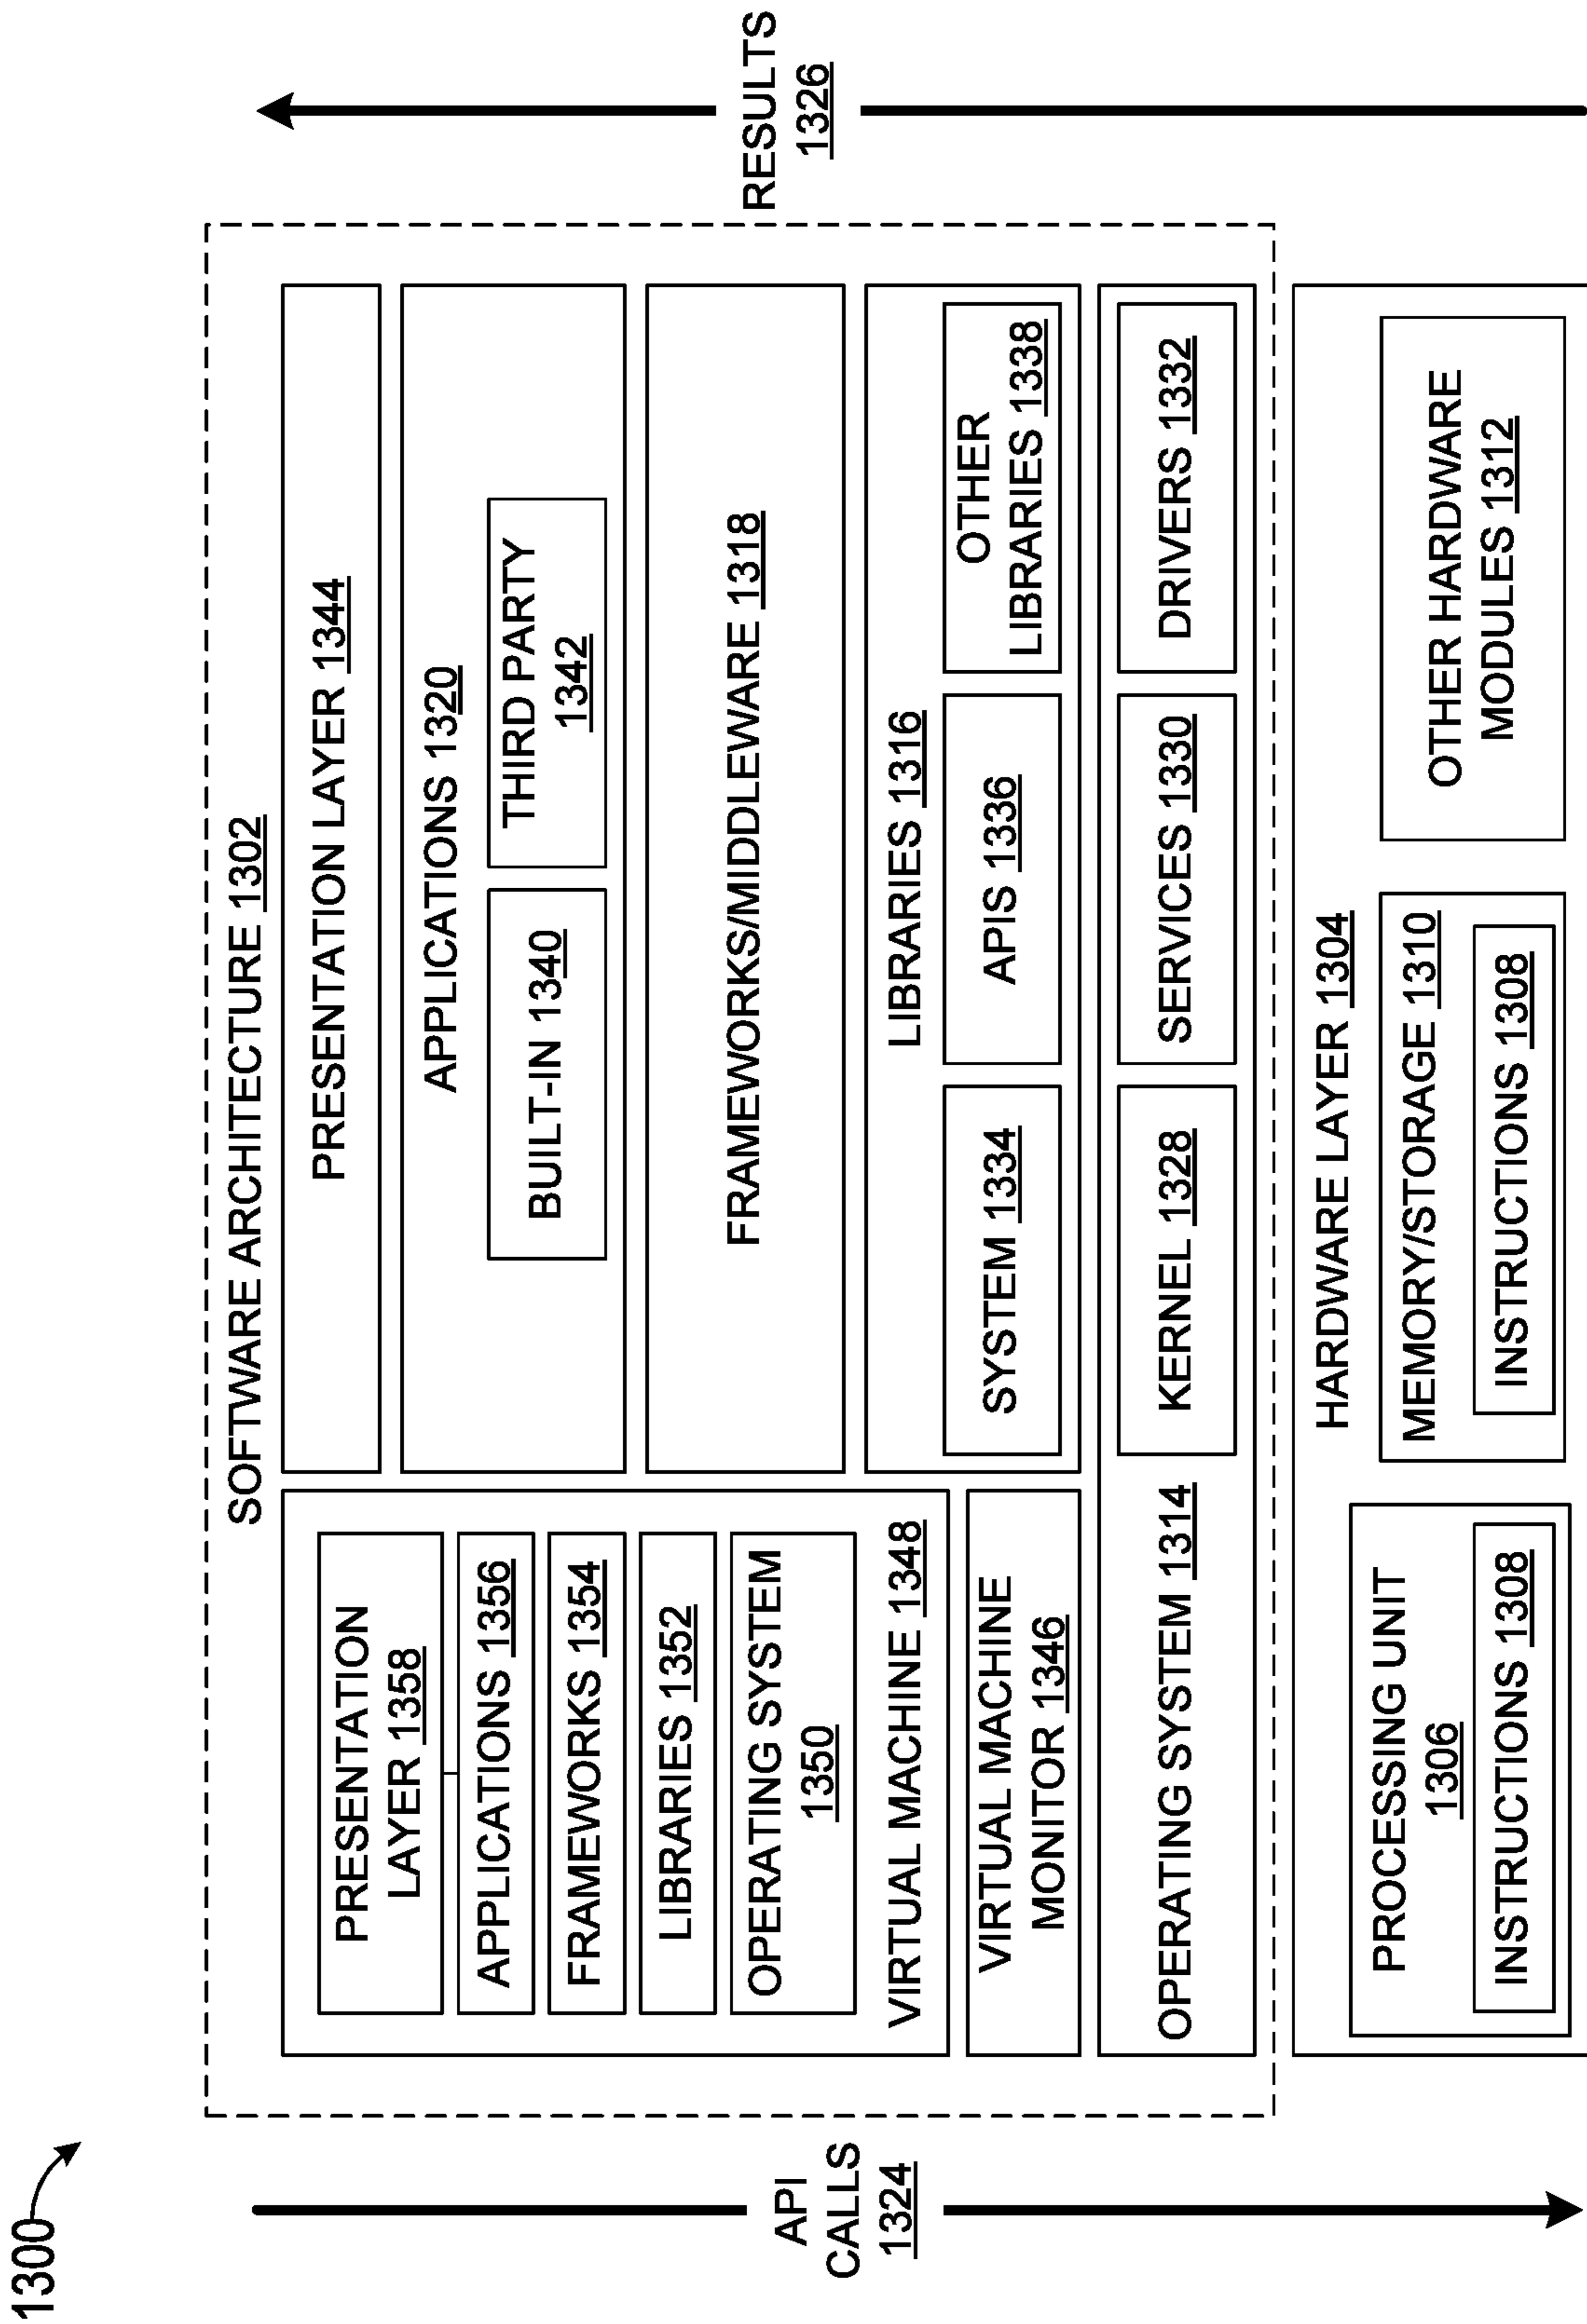 1300
SOFTWARE ARCHITECTURE 1302
PRESENTATION
LAYER 1358
APPLICATIONS 1356
FRAMEWORKS 1354
LIBRARIES 1352
OPERATING SYSTEM
1350
VIRTUAL MACHINE 1348
VIRTUAL MACHINE
MONITOR 1346
PRESENTATION LAYER 1344
APPLICATIONS 1320
BUILT-IN 1340
THIRD PARTY
1342
FRAMEWORKS/MIDDLEWARE 1318
LIBRARIES 1316
SYSTEM 1334
APIS 1336
OTHER
LIBRARIES 1338
OPERATING SYSTEM 1314
KERNEL 1328
SERVICES 1330
DRIVERS 1332
HARDWARE LAYER 1304
PROCESSING UNIT
1306
INSTRUCTIONS 1308
MEMORY/STORAGE 1310
INSTRUCTIONS 1308
OTHER HARDWARE
MODULES 1312
API
CALLS
1324
RESULTS
1326